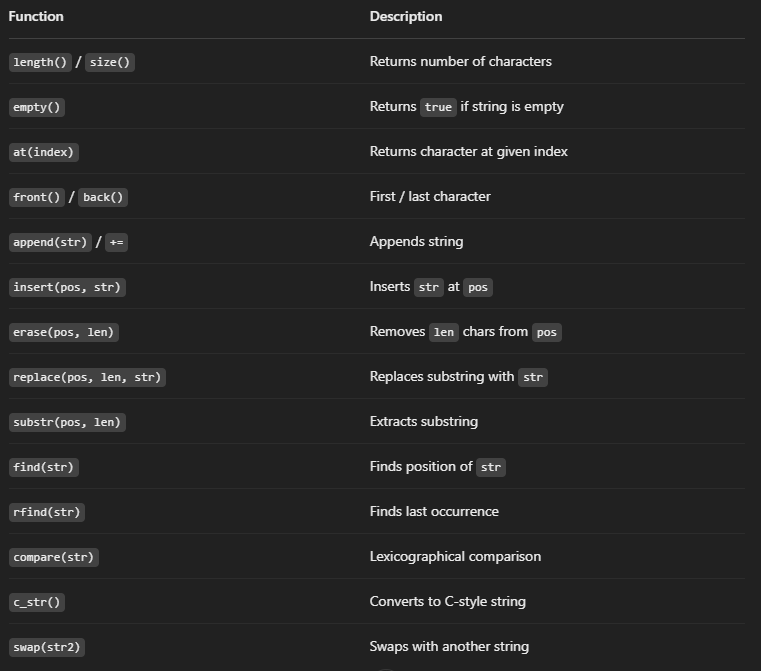 Function Description
length() / size() Returns number of characters
empty() Returns true if string is empty
at(index) Returns character at given index
front() / back() First / last character
append(str) / += Appends string
insert(pos, str) Inserts str at pos
erase(pos, len) Removes len chars from pos
replace(pos, len, str) Replaces substring with str
substr(pos, len) Extracts substring
find(str) Finds position of str
rfind(str) Finds last occurrence
compare(str) Lexicographical comparison
c_str() Converts to C-style string
swap(str2) Swaps with another string